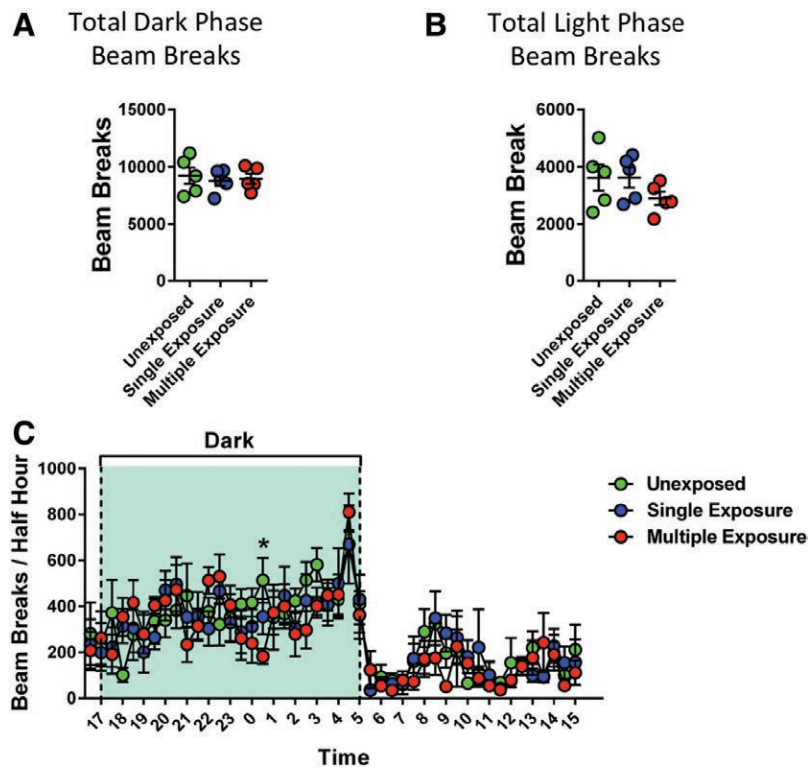 A
Total Dark Phase
Beam Breaks
Beam Breaks
15000
10000
5000
0
Unexposed
Single Exposure
Multiple Exposure
B
Total Light Phase
Beam Breaks
Beam Break
6000
4000
2000
0
Unexposed
Single Exposure
Multiple Exposure
C
Dark
Beam Breaks / Half Hour
1000
800
600
400
200
0
*
17 18 19 20 21 22 23 0 1 2 3 4 5 6 7 8 9 10 11 12 13 14 15
Time
Unexposed
Single Exposure
Multiple Exposure